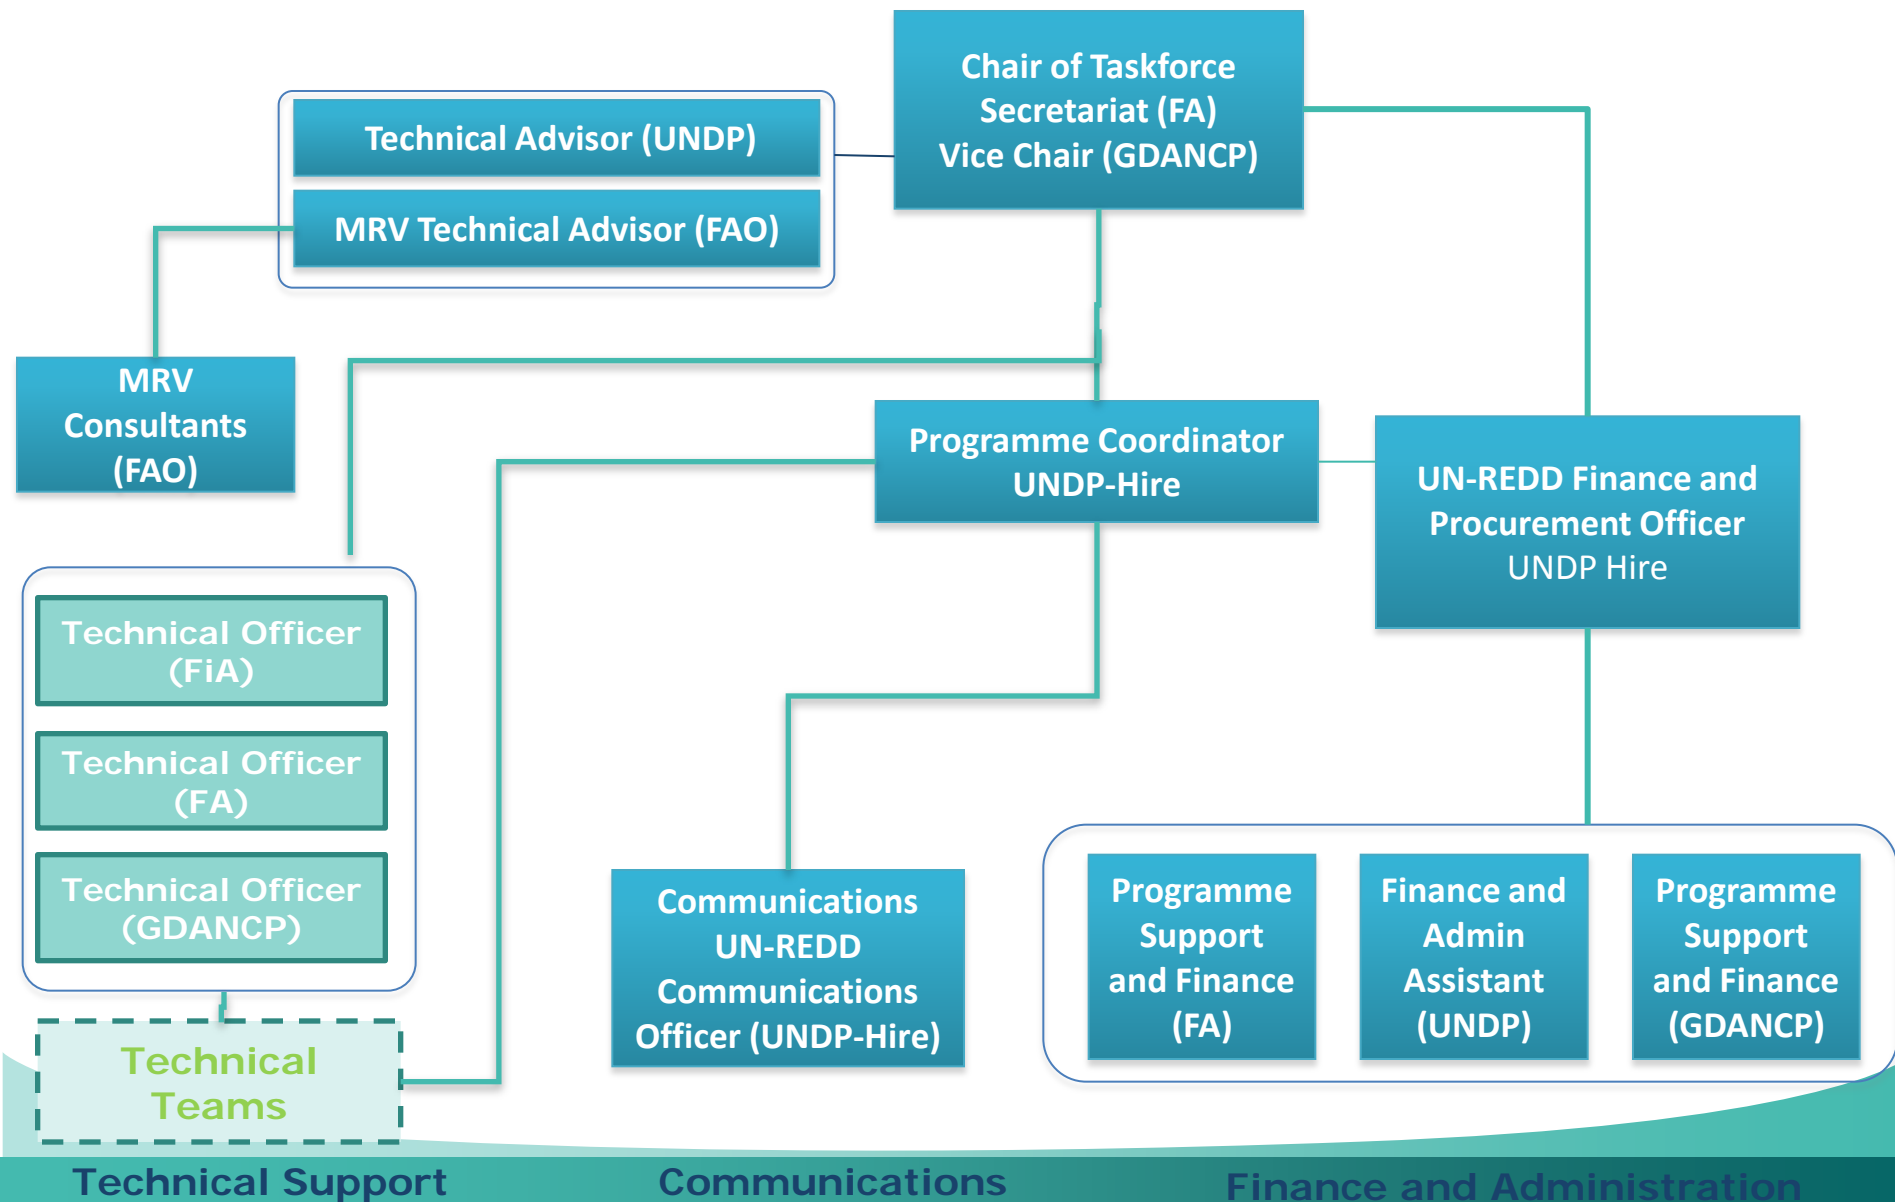 Chair of Taskforce
Secretariat (FA)
Vice Chair (GDANCP)
Technical Advisor (UNDP)
MRV Technical Advisor (FAO)
MRV
Consultants
(FAO)
Programme Coordinator
UNDP-Hire
UN-REDD Finance and
Procurement Officer
UNDP Hire
Technical Officer
(FiA)
Technical Officer
(FA)
Technical Officer
(GDANCP)
Technical
Teams
Communications
UN-REDD
Communications
Officer (UNDP-Hire)
Programme
Support
and Finance
(FA)
Finance and
Admin
Assistant
(UNDP)
Programme
Support
and Finance
(GDANCP)
Technical Support
Communications
Finance and Administration